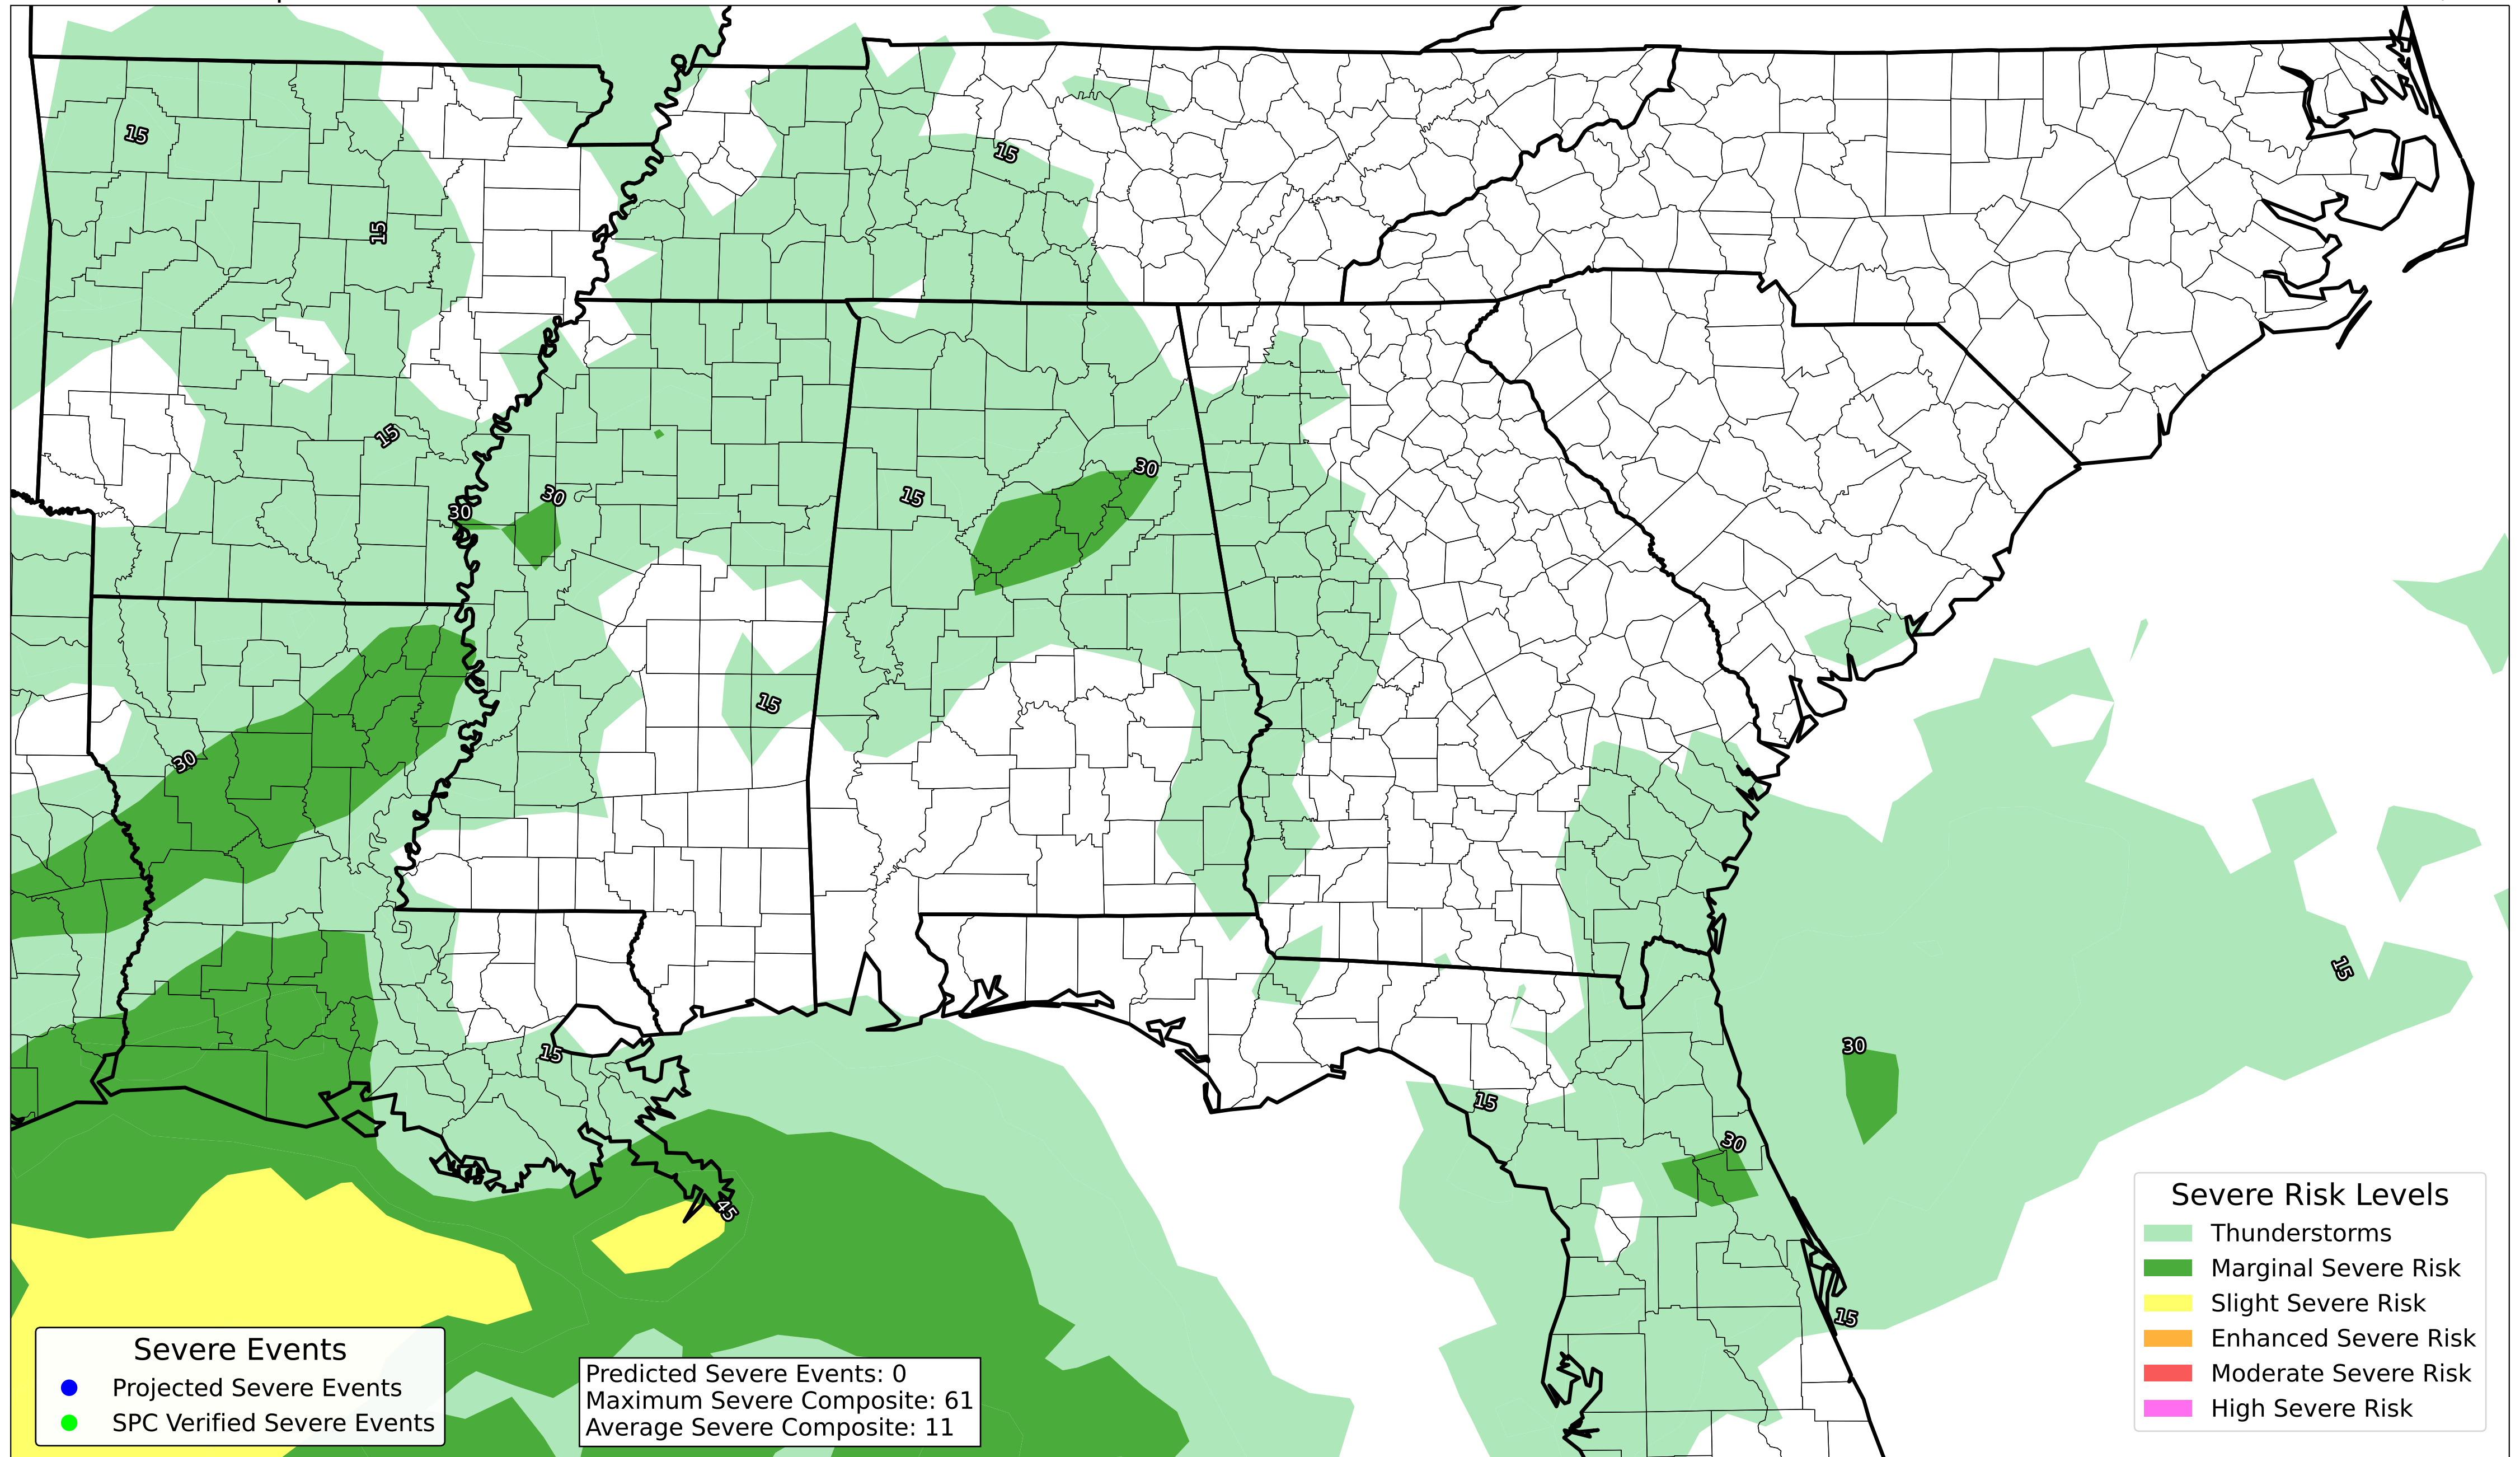 15
15
15
15
30
15
30
30
15
30
15
15
30
15
30
45
15
Severe Risk Levels
Thunderstorms
Marginal Severe Risk
Slight Severe Risk
Enhanced Severe Risk
Moderate Severe Risk
High Severe Risk
Severe Events
Projected Severe Events
SPC Verified Severe Events
Predicted Severe Events: 0
Maximum Severe Composite: 61
Average Severe Composite: 11